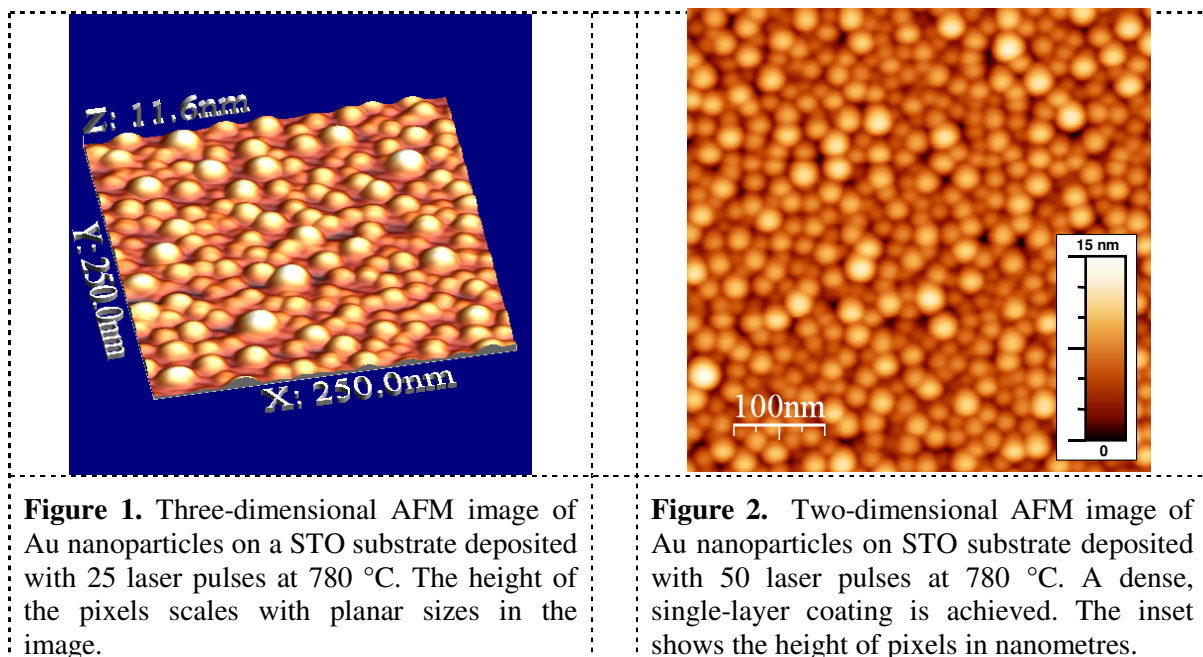 Z: 11.6nm
Y: 250.0nm
X: 250.0nm
15 nm
100nm
0
Figure 1. Three-dimensional AFM image of
Au nanoparticles on a STO substrate deposited
with 25 laser pulses at 780 °C. The height of
the pixels scales with planar sizes in the
image.
Figure 2. Two-dimensional AFM image of
Au nanoparticles on STO substrate deposited
with 50 laser pulses at 780 °C. A dense,
single-layer coating is achieved. The inset
shows the height of pixels in nanometres.